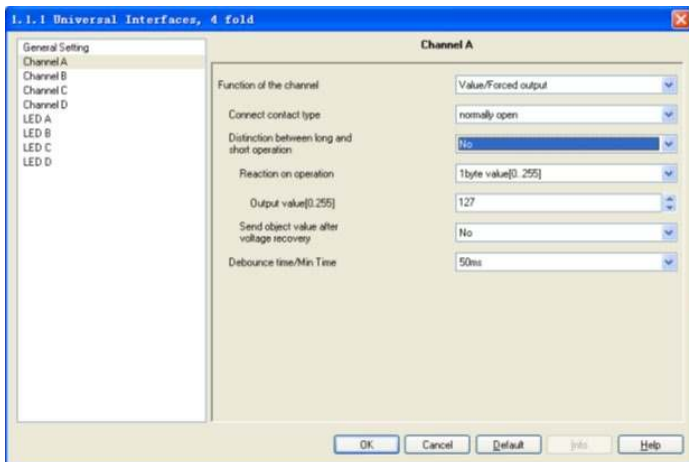 1.1.1 Universal Interfaces, 4 fold
General Setting
Channel A
Channel B
Channel C
Channel D
LED A
LED B
LED C
LED D
Channel A
Function of the channel
Value/Forced output
Connect contact type
normally open
Distinction between long and
short operation
No
Reaction on operation
1byte value[0..255]
Output value[0.255]
127
Send object value after
voltage recovery
No
Debounce time/Min Time
50ms
OK
Cancel
Default
Info
Help